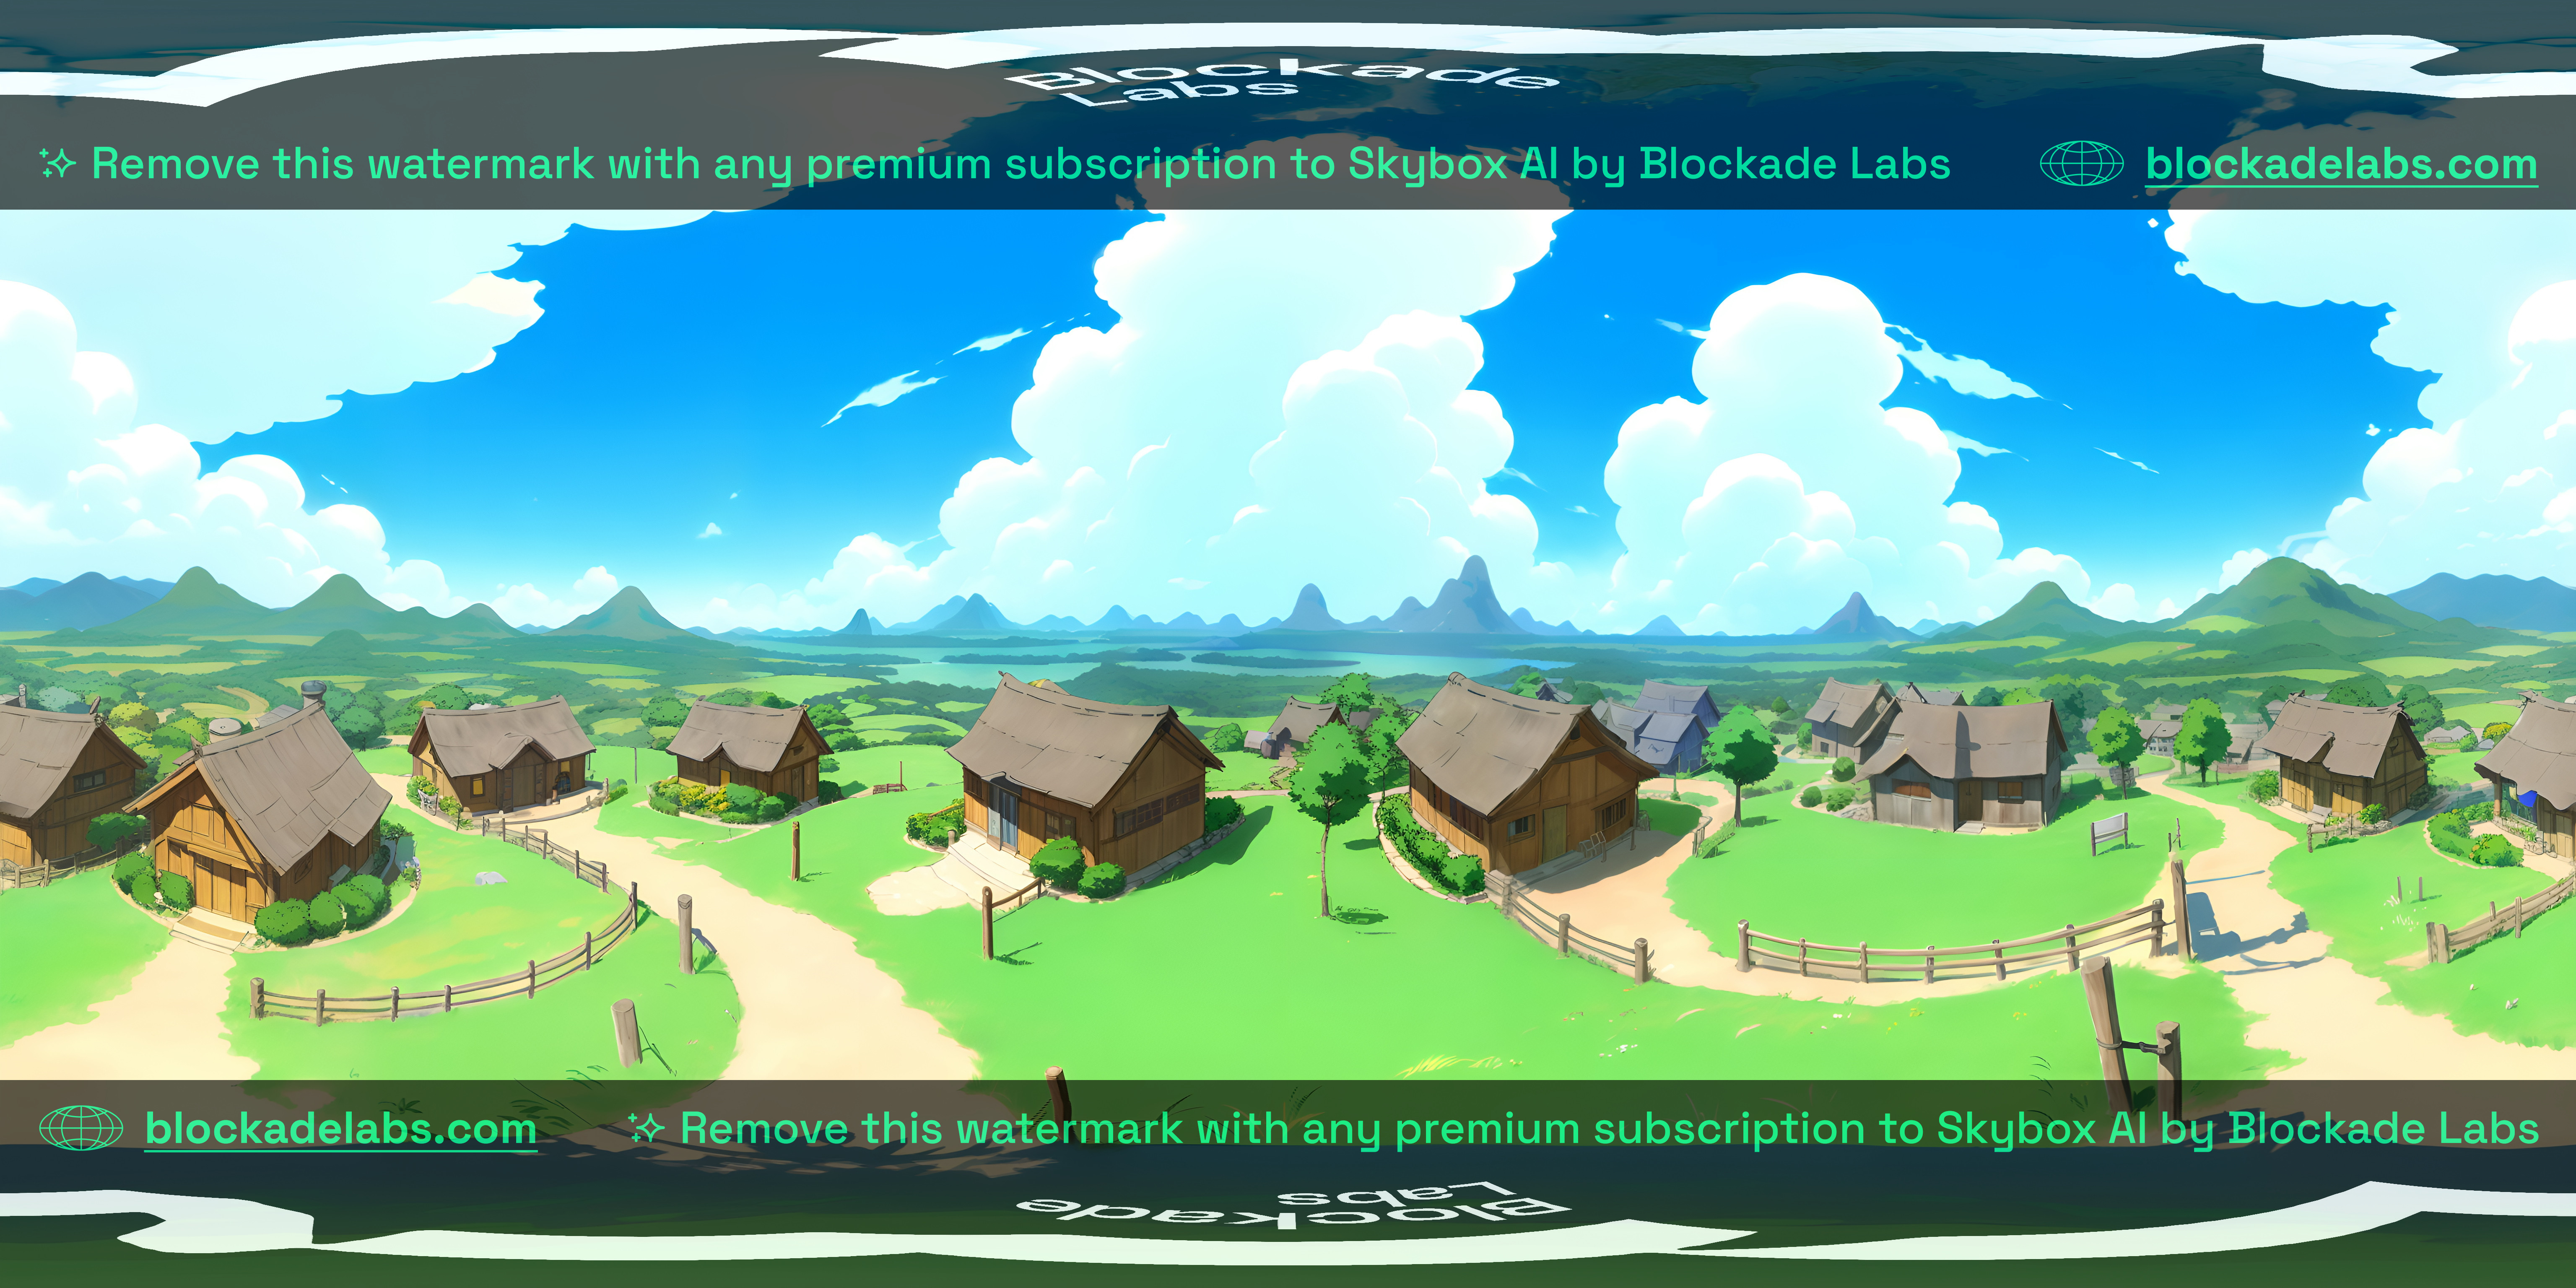 Blockade
Labs
Remove this watermark with any premium subscription to Skybox AI by Blockade Labs
blockadelabs.com
blockadelabs.com
Remove this watermark with any premium subscription to Skybox AI by Blockade Labs
Labs
Blockade